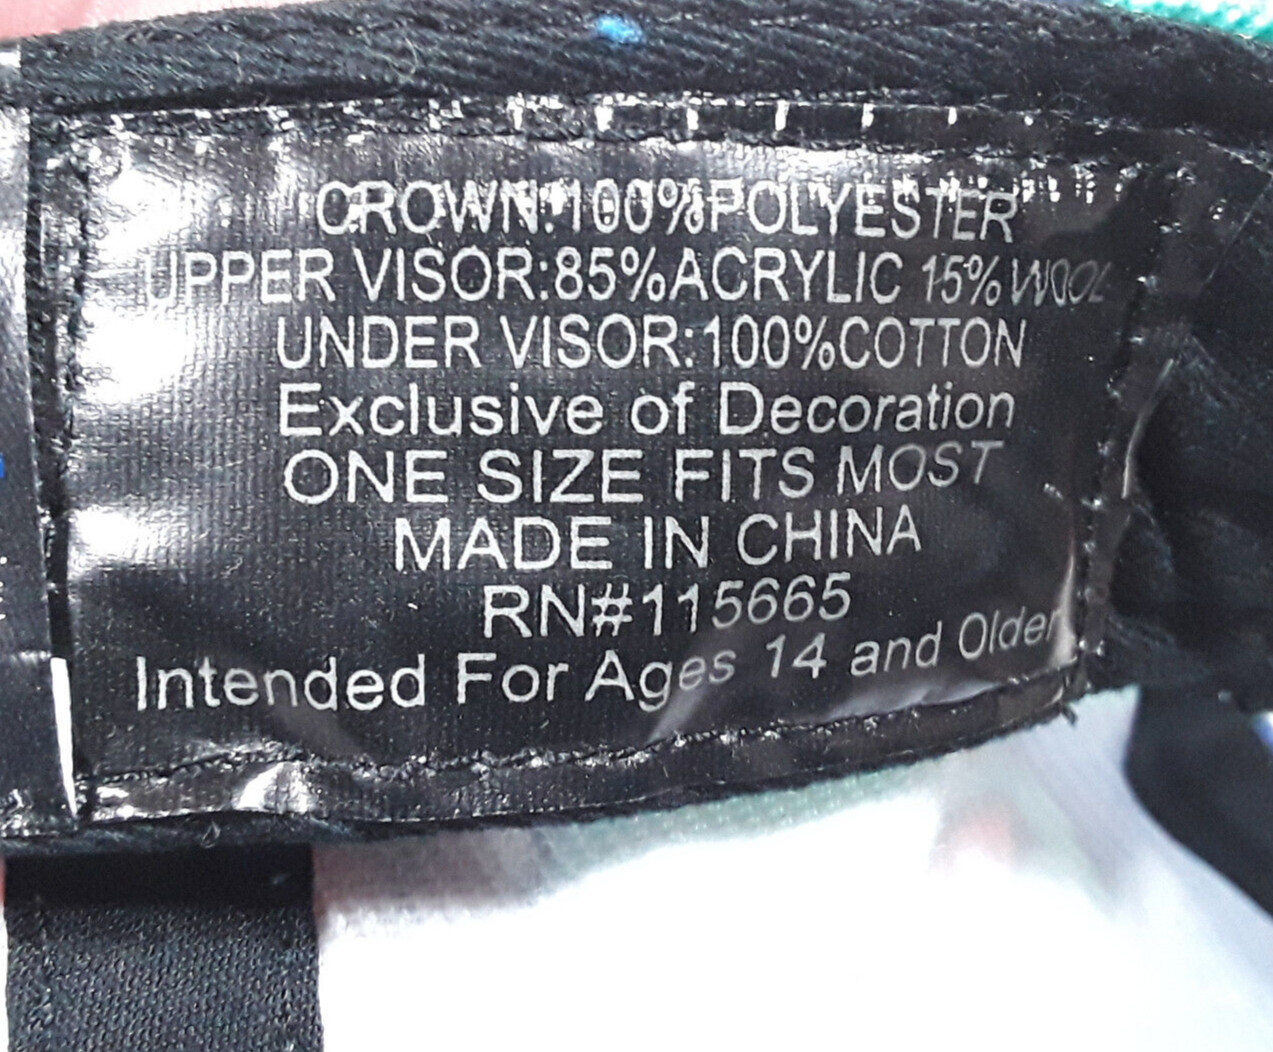 CROWN:100%POLYESTER
UPPER VISOR:85%ACRYLIC 15% WOOL
UNDER VISOR:100%COTTON
Exclusive of Decoration
ONE SIZE FITS MOST
MADE IN CHINA
RN#115665
Intended For Ages 14 and Older